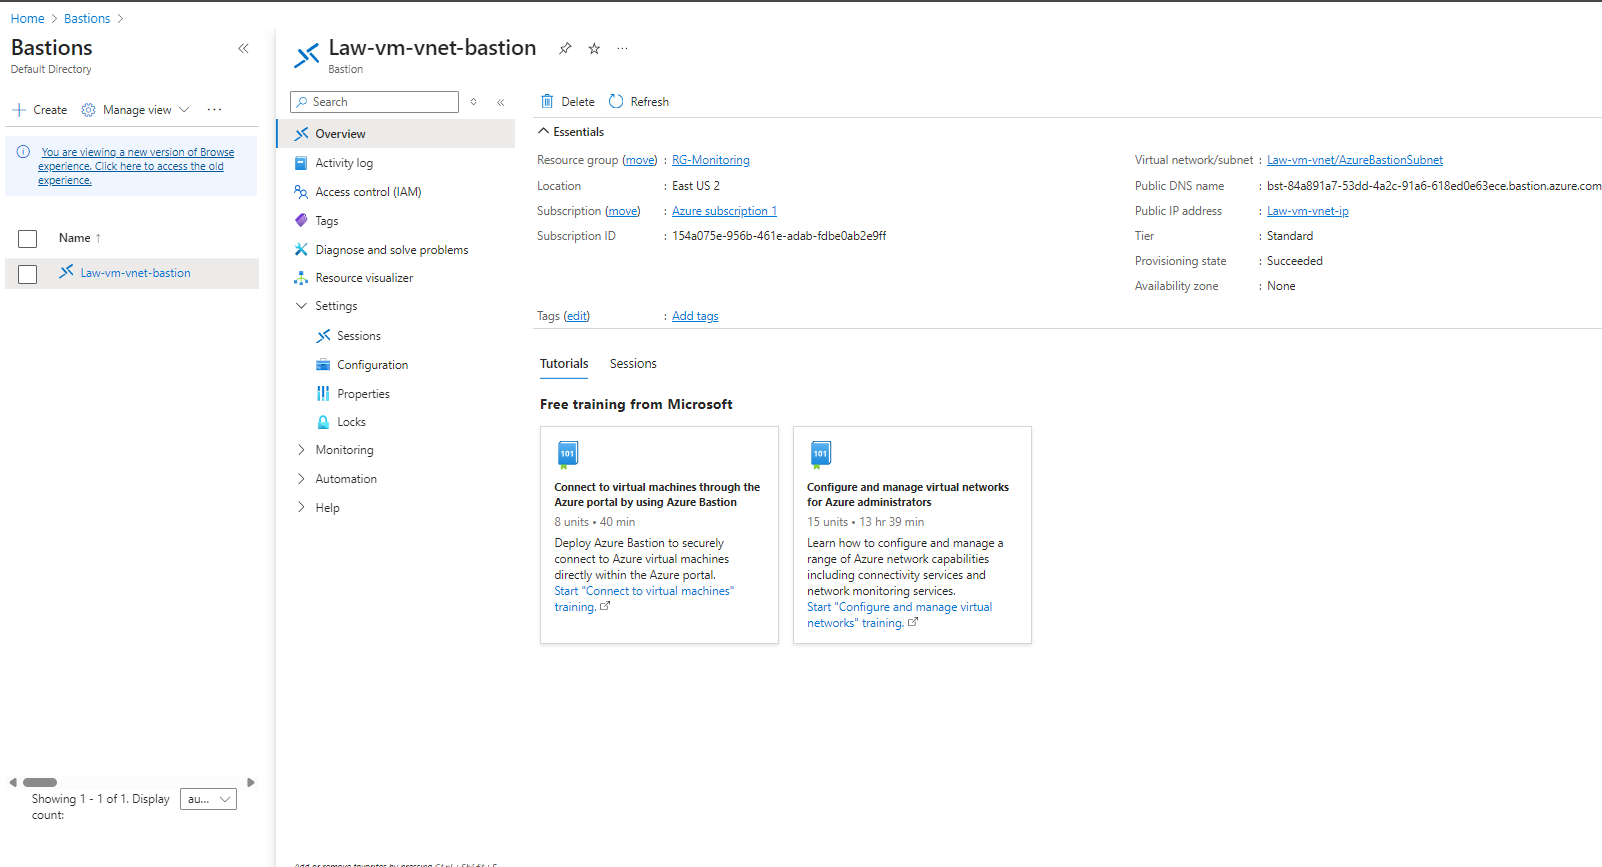 Home > Bastions >
Bastions
Default Directory
Create Manage view ...
You are viewing a new version of Browse
experience. Click here to access the old
experience.
Name ↑
Law-vm-vnet-bastion
Showing 1 - 1 of 1. Display
count:
au...
Law-vm-vnet-bastion
Bastion
Search
Overview
Activity log
Access control (IAM)
Tags
Diagnose and solve problems
Resource visualizer
Settings
Sessions
Configuration
Properties
Locks
Monitoring
Automation
Help
Add or remove favorites by pressing Ctrl+Shift+F
Delete Refresh
Essentials
Resource group (move) : RG-Monitoring
Location : East US 2
Subscription (move) : Azure subscription 1
Subscription ID : 154a075e-956b-461e-adab-fdbe0ab2e9ff
Virtual network/subnet : Law-vm-vnet/AzureBastionSubnet
Public DNS name : bst-84a891a7-53dd-4a2c-91a6-618ed0e63ece.bastion.azure.com
Public IP address : Law-vm-vnet-ip
Tier : Standard
Provisioning state : Succeeded
Availability zone : None
Tags (edit) : Add tags
Tutorials Sessions
Free training from Microsoft
101
Connect to virtual machines through the
Azure portal by using Azure Bastion
8 units • 40 min
Deploy Azure Bastion to securely
connect to Azure virtual machines
directly within the Azure portal.
Start "Connect to virtual machines"
training.
101
Configure and manage virtual networks
for Azure administrators
15 units • 13 hr 39 min
Learn how to configure and manage a
range of Azure network capabilities
including connectivity services and
network monitoring services.
Start "Configure and manage virtual
networks" training.